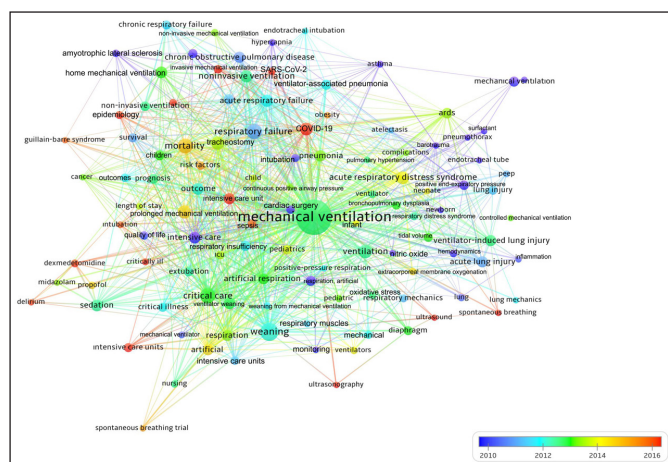 chronic respiratory failure
endotracheal intubation
non-invasive mechanical ventilation
hypercapnia
amyotrophic lateral sclerosis
chronic obstructive pulmonary disease
asthma
invasive mechanical ventilation
SARS-CoV-2
home mechanical ventilation
noninvasive ventilation
mechanical ventilation
ventilator-associated pneumonia
acute respiratory failure
non-invasive ventilation
surfactant
epidemiology
obesity
ards
barotrauma
guillain-barre syndrome
survival
respiratory failure
COVID-19
atelectasis
pneumothorax
mortality
tracheostomy
complications
children
intubation
pneumonia
pulmonary hypertension
endotracheal tube
risk factors
peep
cancer
outcomes
prognosis
child
acute respiratory distress syndrome
positive end-expiratory pressure
outcome
continuous positive airway pressure
ventilator
neonate
lung injury
length of stay
intensive care unit
bronchopulmonary dysplasia
prolonged mechanical ventilation
cardiac surgery
newborn
mechanical ventilation
infant
respiratory distress syndrome
controlled mechanical ventilation
intubation
sepsis
tidal volume
quality of life
intensive care
ventilator-induced lung injury
critically ill
respiratory insufficiency
pediatrics
ventilation
nitric oxide
hemodynamics
dexmedetomidine
icu
inflammation
acute lung injury
extubation
positive-pressure respiration
extracorporeal membrane oxygenation
midazolam
propofol
artificial respiration
respiration, artificial
oxidative stress
delirium
critical care
pediatric
respiratory mechanics
lung
lung mechanics
sedation
critical illness
ventilator weaning
weaning from mechanical ventilation
ultrasound
spontaneous breathing
weaning
respiratory muscles
mechanical ventilator
respiration
mechanical
diaphragm
intensive care units
artificial
monitoring
ventilators
intensive care units
nursing
ultrasonography
spontaneous breathing trial
2010
2012
2014
2016